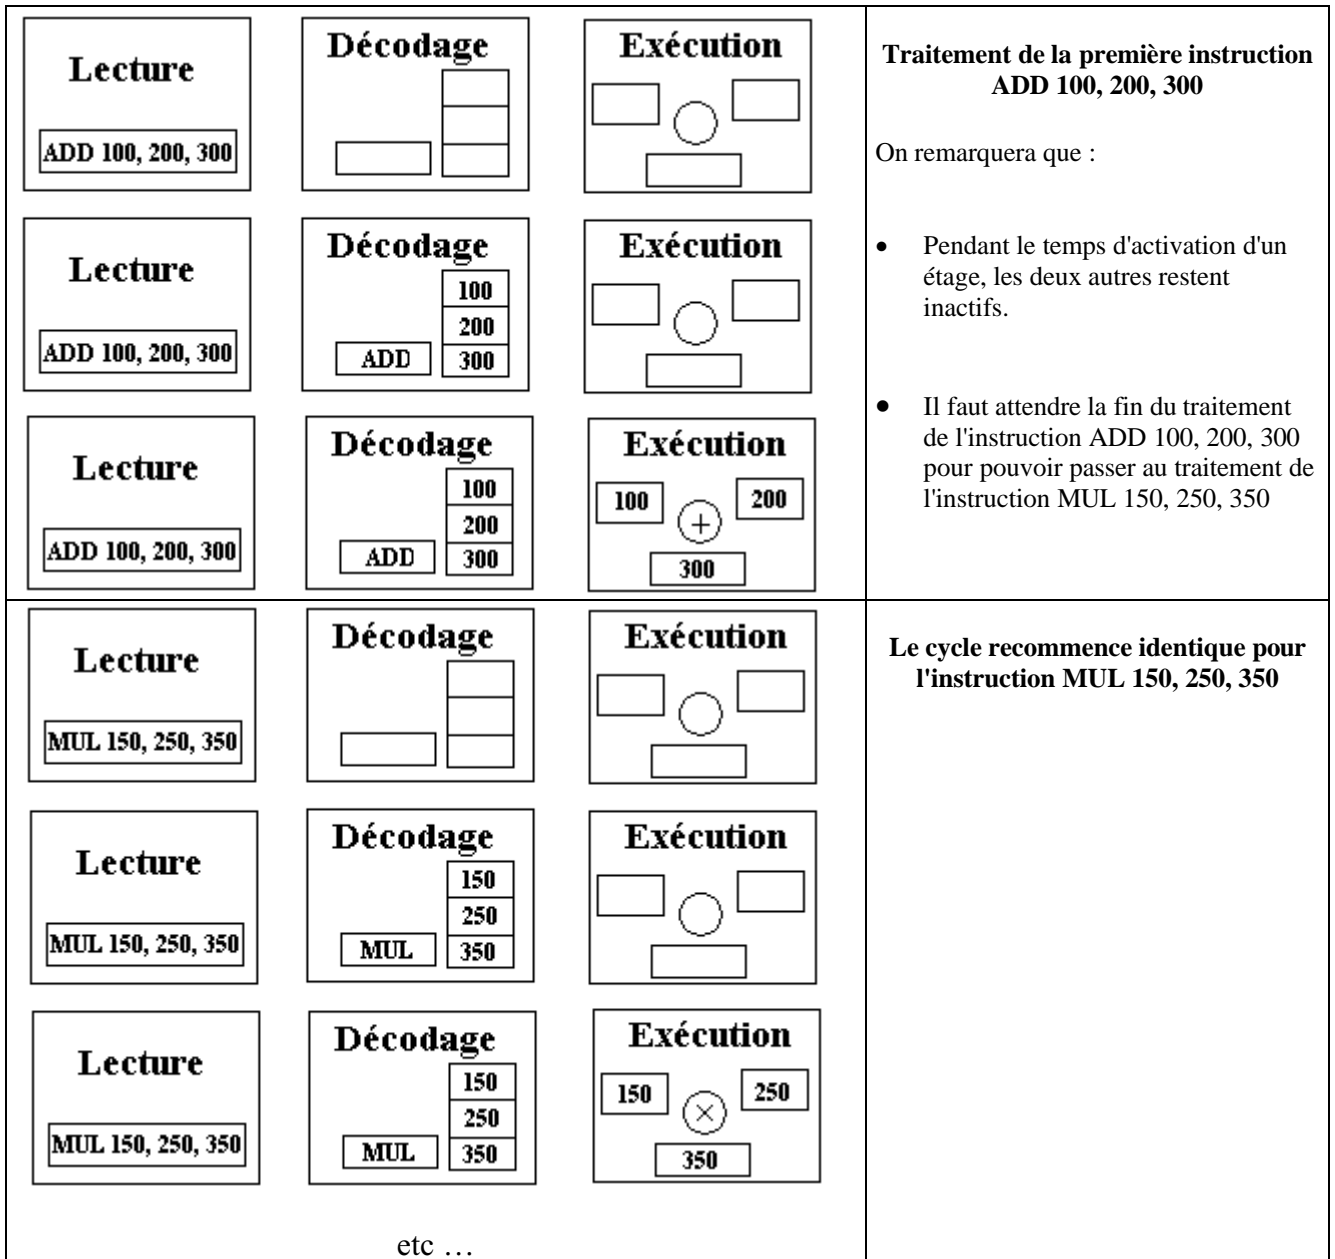 Lecture
ADD 100, 200, 300
Décodage
Exécution
Traitement de la première instruction
ADD 100, 200, 300
On remarquera que :
Lecture
ADD 100, 200, 300
Décodage
100
200
ADD 300
Exécution
• Pendant le temps d'activation d'un
étage, les deux autres restent
inactifs.
Lecture
ADD 100, 200, 300
Décodage
100
200
ADD 300
Exécution
100 + 200
300
• Il faut attendre la fin du traitement
de l'instruction ADD 100, 200, 300
pour pouvoir passer au traitement de
l'instruction MUL 150, 250, 350
Lecture
MUL 150, 250, 350
Décodage
Exécution
Le cycle recommence identique pour
l'instruction MUL 150, 250, 350
Lecture
MUL 150, 250, 350
Décodage
150
250
MUL 350
Exécution
Lecture
MUL 150, 250, 350
Décodage
150
250
MUL 350
Exécution
150 × 250
350
etc …